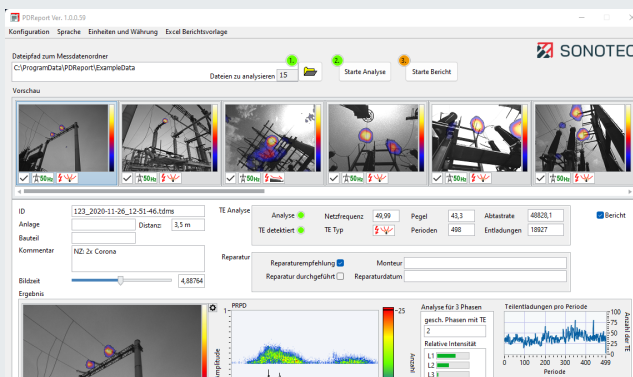 PDReport Ver. 1.0.0.59
Konfiguration Sprache Einheiten und Währung Excel Berichtsvorlage
SONOTEC
Dateipfad zum Messdatenordner
1. 2. 3.
C:\ProgramData\PDReport\ExampleData
Dateien zu analysieren 15 Starte Analyse Starte Bericht
Vorschau
50Hz 50Hz 50Hz 50Hz 50Hz 50Hz
ID 123_2020-11-26_12-51-46.tdms
Anlage Distanz: 3,5 m
Bauteil
Kommentar NZ: 2x Corona
Bildzeit 4,88764
TE Analyse Analyse Netzfrequenz 49,99 Pegel 43,3 Abtastrate 48828,1 Bericht
TE detektiert TE Typ Perioden 498 Entladungen 18927
Reparatur Reparaturempfehlung Monteur
Reparatur durchgeführt Reparaturdatum
Ergebnis
PRPD
1
Amplitude
25
Anzahl
Analyse für 3 Phasen
gesch. Phasen mit TE
2
Relative Intensität
L1
L2
L3
Teilentladungen pro Periode
100
75
50
25
0
Anzahl der TE
0 100 200 300 400 499
Periode